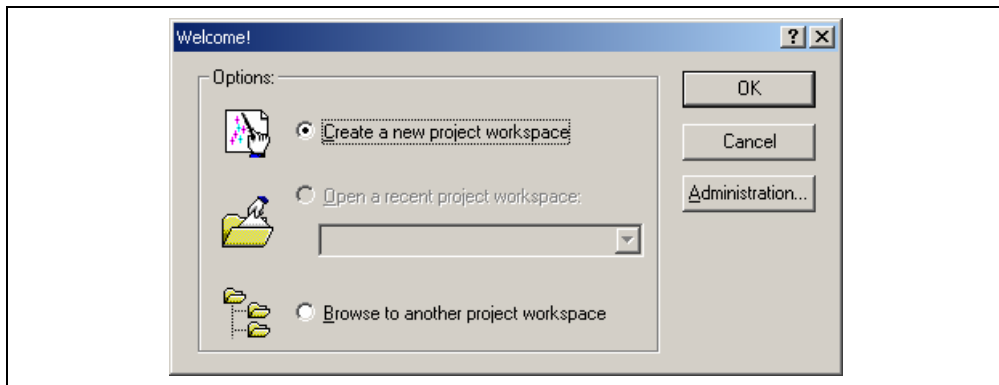 Welcome!
Options:
Create a new project workspace
Open a recent project workspace:
Browse to another project workspace
OK
Cancel
Administration...